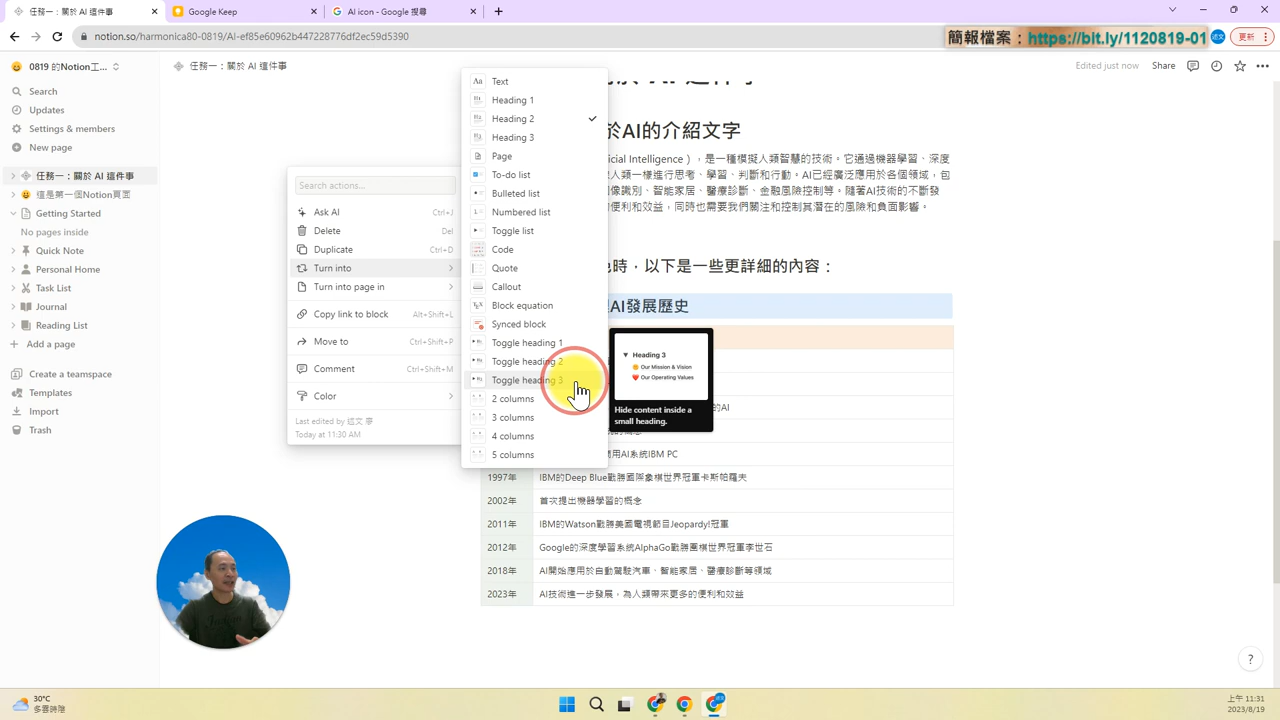 任務一：關於 AI 這件事
Google Keep
AI icon - Google 搜尋
notion.so/harmonica80-0819/AI-ef85e60962b447228776df2ec59d5390
簡報檔案：https://bit.ly/1120819-01
更新
0819 的Notion工...
任務一：關於 AI 這件事
Edited just now
Share
Search
Updates
Settings & members
New page
任務一：關於 AI 這件事
這是第一個Notion頁面
Getting Started
No pages inside
Quick Note
Personal Home
Task List
Journal
Reading List
Add a page
Create a teamspace
Templates
Import
Trash
Search actions...
Ask AI Ctrl+J
Delete Del
Duplicate Ctrl+D
Turn into
Turn into page in
Copy link to block Alt+Shift+L
Move to Ctrl+Shift+P
Comment Ctrl+Shift+M
Color
Last edited by 述文 廖
Today at 11:30 AM
Text
Heading 1
Heading 2
Heading 3
Page
To-do list
Bulleted list
Numbered list
Toggle list
Code
Quote
Callout
Block equation
Synced block
Toggle heading 1
Toggle heading 2
Toggle heading 3
2 columns
3 columns
4 columns
5 columns
Heading 3
Our Mission & Vision
Our Operating Values
Hide content inside a
small heading.
於AI的介紹文字
icial Intelligence），是一種模擬人類智慧的技術。它通過機器學習、深度
人類一樣進行思考、學習、判斷和行動。AI已經廣泛應用於各個領域，包
像識別、智能家居、醫療診斷、金融風險控制等。隨著AI技術的不斷發
的便利和效益，同時也需要我們關注和控制其潛在的風險和負面影響。
色時，以下是一些更詳細的內容：
AI發展歷史
的AI
用AI系統IBM PC
1997年 IBM的Deep Blue戰勝國際象棋世界冠軍卡斯帕羅夫
2002年 首次提出機器學習的概念
2011年 IBM的Watson戰勝美國電視節目Jeopardy!冠軍
2012年 Google的深度學習系統AlphaGo戰勝圍棋世界冠軍李世石
2018年 AI開始應用於自動駕駛汽車、智能家居、醫療診斷等領域
2023年 AI技術進一步發展，為人類帶來更多的便利和效益
?
30°C
多雲時陰
上午 11:31
2023/8/19